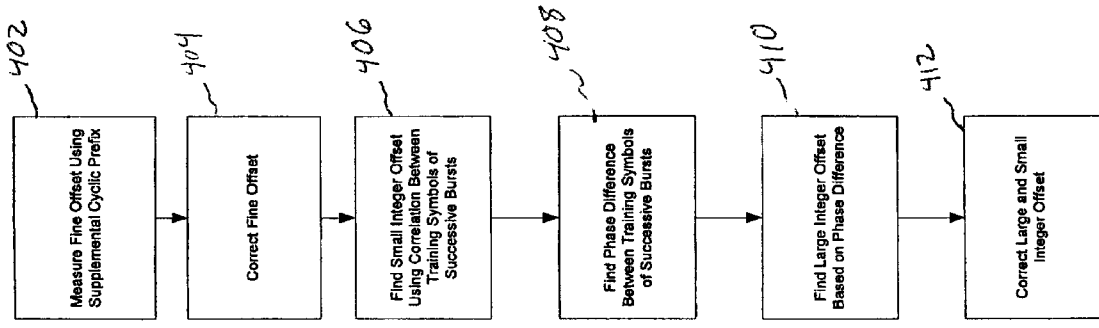 402
Measure Fine Offset Using
Supplemental Cyclic Prefix
404
Correct Fine Offset
406
Find Small Integer Offset
Using Correlation Between
Training Symbols of
Successive Bursts
408
Find Phase Difference
Between Training Symbols
of Successive Bursts
410
Find Large Integer Offset
Based on Phase Difference
412
Correct Large and Small
Integer Offset